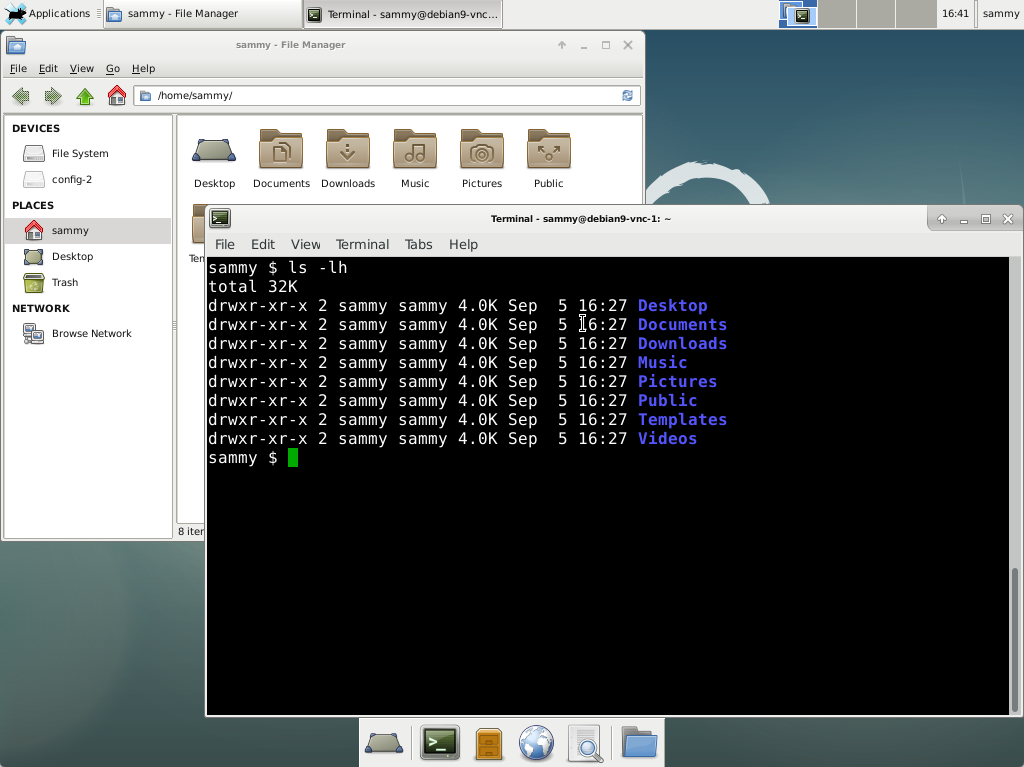 Applications
sammy - File Manager
Terminal - sammy@debian9-vnc...
16:41
sammy
sammy - File Manager
File Edit View Go Help
/home/sammy/
DEVICES
File System
config-2
PLACES
sammy
Desktop
Trash
NETWORK
Browse Network
Desktop Documents Downloads Music Pictures Public
8 iter
Terminal - sammy@debian9-vnc-1: ~
File Edit View Terminal Tabs Help
sammy $ ls -lh
total 32K
drwxr-xr-x 2 sammy sammy 4.0K Sep  5 16:27 Desktop
drwxr-xr-x 2 sammy sammy 4.0K Sep  5 16:27 Documents
drwxr-xr-x 2 sammy sammy 4.0K Sep  5 16:27 Downloads
drwxr-xr-x 2 sammy sammy 4.0K Sep  5 16:27 Music
drwxr-xr-x 2 sammy sammy 4.0K Sep  5 16:27 Pictures
drwxr-xr-x 2 sammy sammy 4.0K Sep  5 16:27 Public
drwxr-xr-x 2 sammy sammy 4.0K Sep  5 16:27 Templates
drwxr-xr-x 2 sammy sammy 4.0K Sep  5 16:27 Videos
sammy $